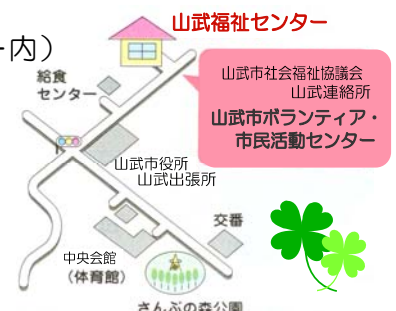 山武福祉センター
-内）
山武市社会福祉協議会
山武連絡所
山武市ボランティア・
市民活動センター
給食
センター
山武市役所
山武出張所
交番
中央会館
（体育館）
さんぶの森公園